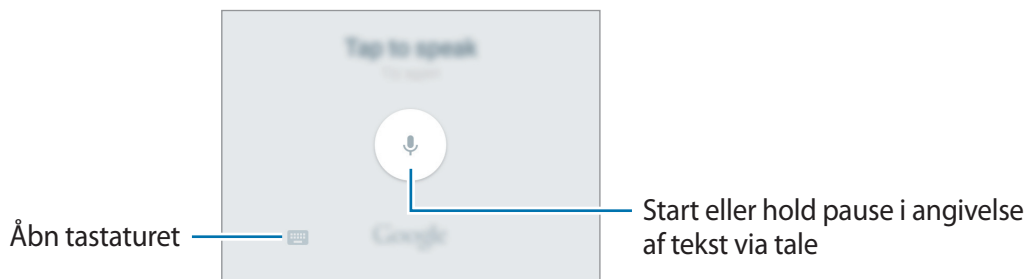 Tap to speak
Åbn tastaturet
Google
Start eller hold pause i angivelse
af tekst via tale